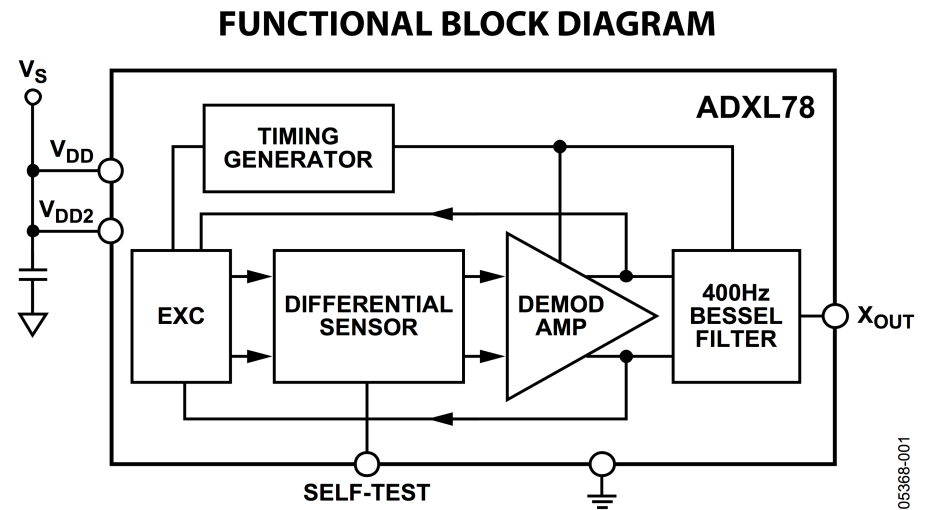 FUNCTIONAL BLOCK DIAGRAM
VS
ADXL78
TIMING
GENERATOR
VDD
VDD2
EXC
DIFFERENTIAL
SENSOR
DEMOD
AMP
400Hz
BESSEL
FILTER
XOUT
SELF-TEST
05368-001